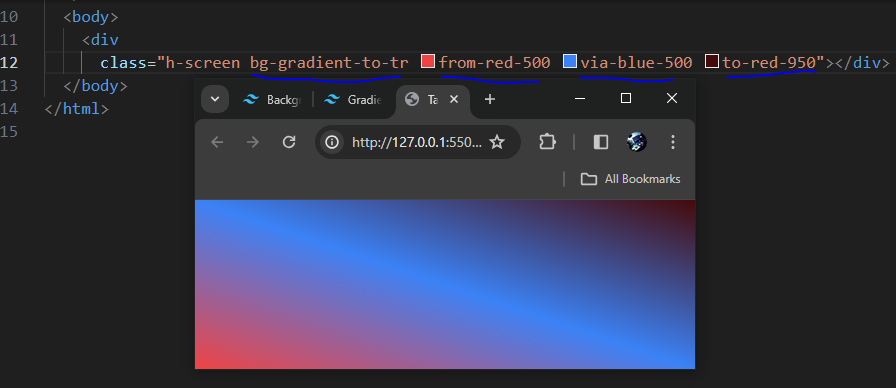 10 <body>
11 <div
12 class="h-screen bg-gradient-to-tr from-red-500 via-blue-500 to-red-950"></div>
13 </body>
14 </html>
15
Backg Gradie Ta
http://127.0.0.1:550...
All Bookmarks